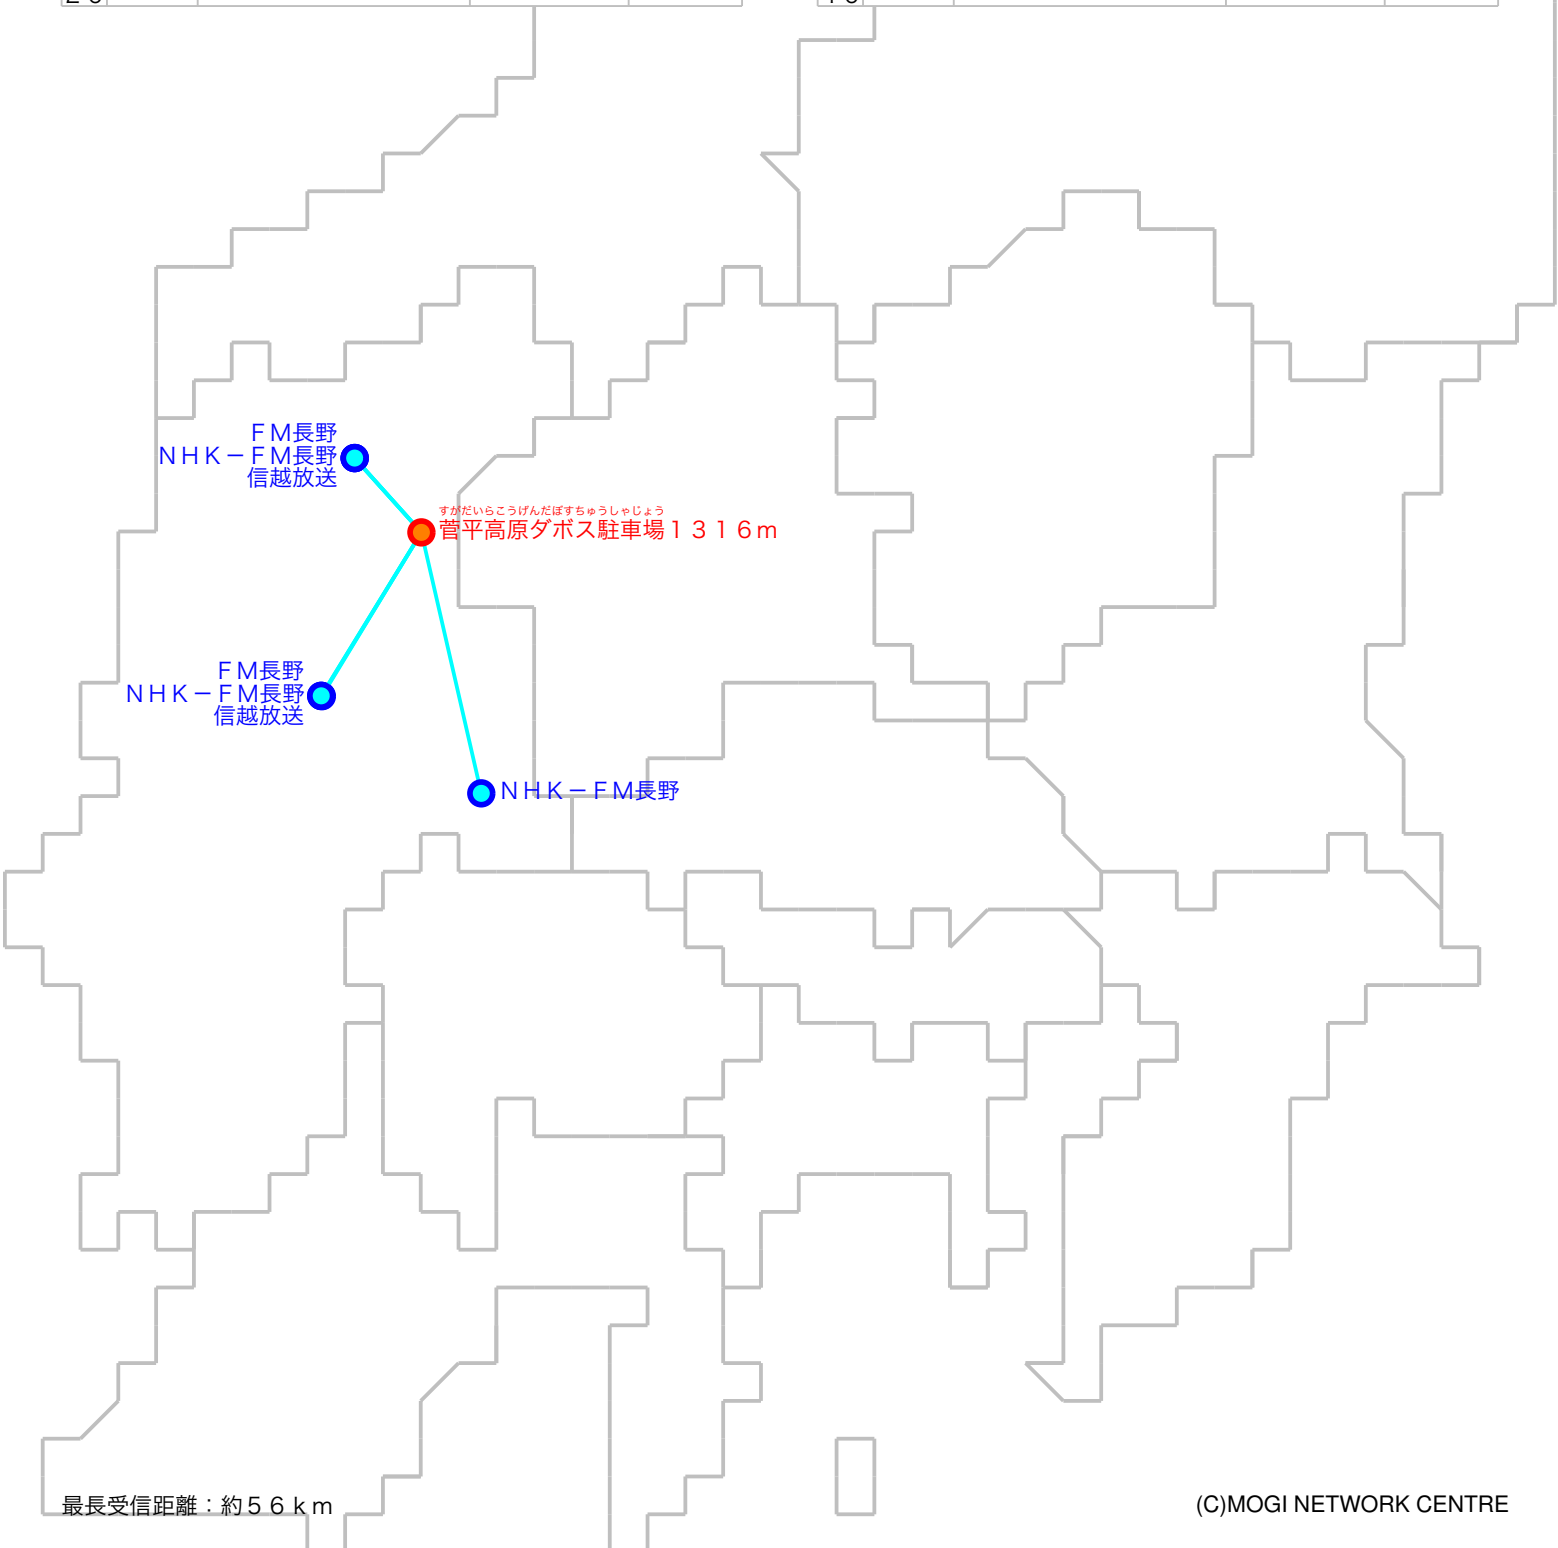 ＦＭ長野
ＮＨＫ－ＦＭ長野
信越放送
すがだいらこうげんだぼすちゅうしゃじょう
菅平高原ダボス駐車場１３１６ｍ
ＦＭ長野
ＮＨＫ－ＦＭ長野
信越放送
ＮＨＫ－ＦＭ長野
最長受信距離：約５６ｋｍ
(C)MOGI NETWORK CENTRE